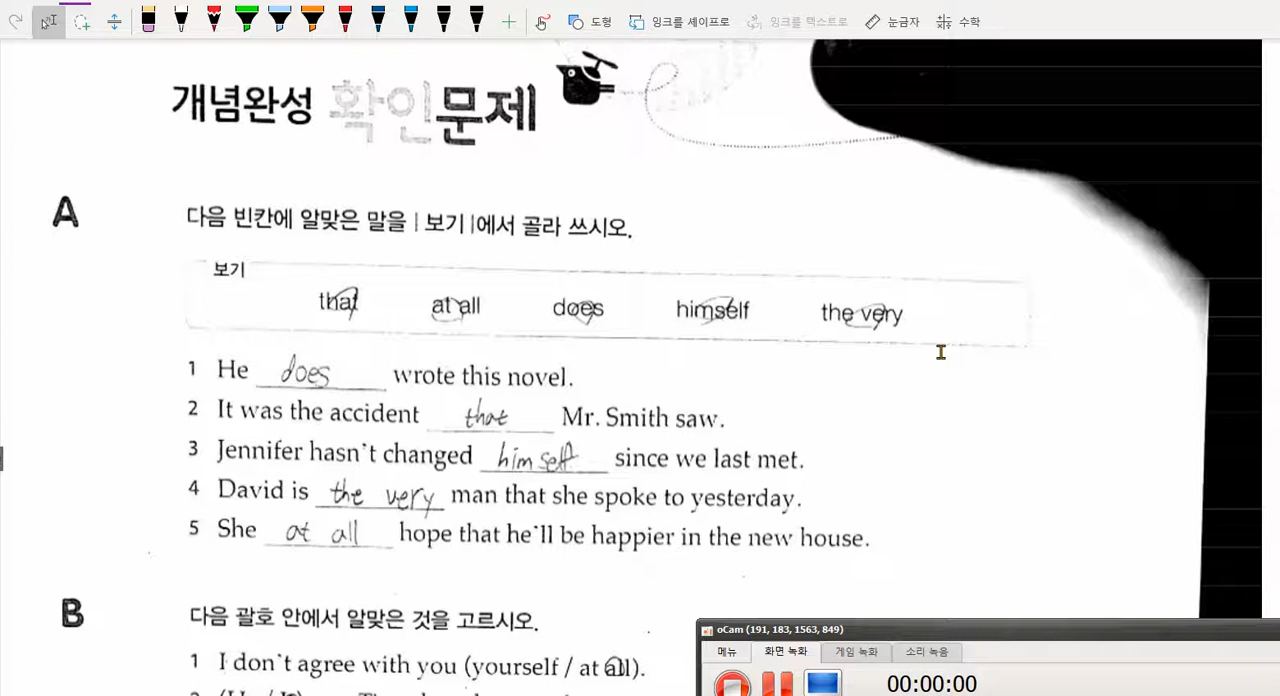 도형 잉크를 셰이프로 잉크를 텍스트로 눈금자 수학
개념완성 확인문제
A 다음 빈칸에 알맞은 말을 | 보기 |에서 골라 쓰시오.
보기
that at all does himself the very
1 He does wrote this novel.
2 It was the accident that Mr. Smith saw.
3 Jennifer hasn't changed himself since we last met.
4 David is the very man that she spoke to yesterday.
5 She at all hope that he'll be happier in the new house.
B 다음 괄호 안에서 알맞은 것을 고르시오.
1 I don't agree with you (yourself / at all).
oCam (191, 183, 1563, 849)
메뉴 화면 녹화 게임 녹화 소리 녹음
00:00:00